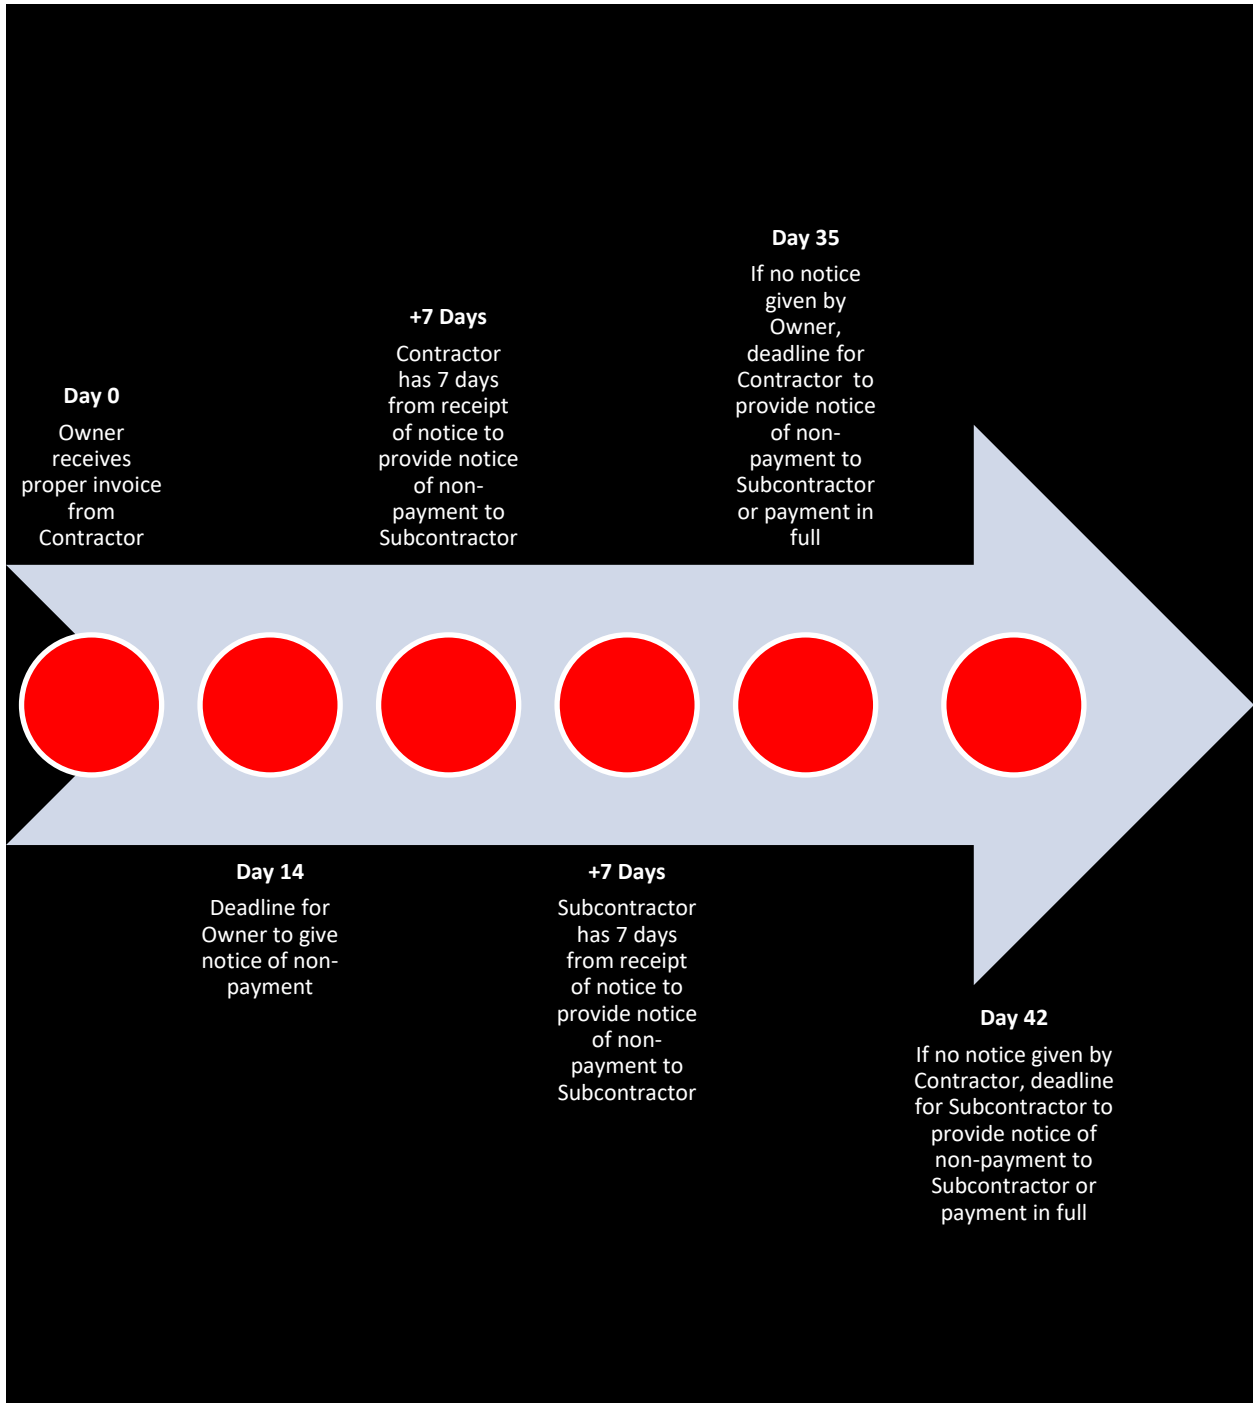 Day 0
Owner
receives
proper invoice
from
Contractor
Day 14
Deadline for
Owner to give
notice of non-
payment
+7 Days
Contractor
has 7 days
from receipt
of notice to
provide notice
of non-
payment to
Subcontractor
+7 Days
Subcontractor
has 7 days
from receipt
of notice to
provide notice
of non-
payment to
Subcontractor
Day 35
If no notice
given by
Owner,
deadline for
Contractor  to
provide notice
of non-
payment to
Subcontractor
or payment in
full
Day 42
If no notice given by
Contractor, deadline
for Subcontractor to
provide notice of
non-payment to
Subcontractor or
payment in full